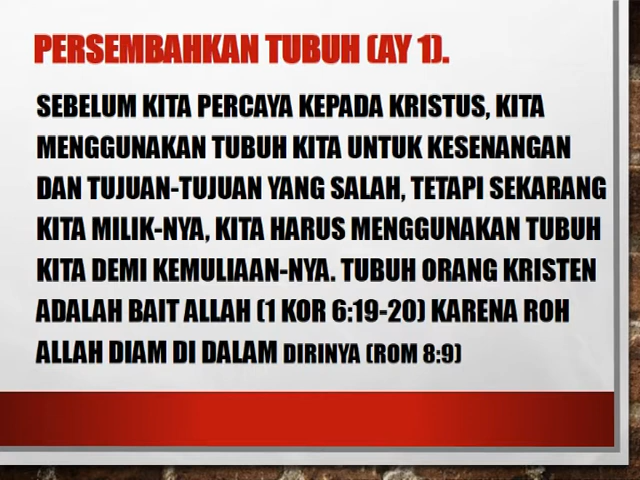 PERSEMBAHKAN TUBUH (AY 1).
SEBELUM KITA PERCAYA KEPADA KRISTUS, KITA
MENGGUNAKAN TUBUH KITA UNTUK KESENANGAN
DAN TUJUAN-TUJUAN YANG SALAH, TETAPI SEKARANG
KITA MILIK-NYA, KITA HARUS MENGGUNAKAN TUBUH
KITA DEMI KEMULIAAN-NYA. TUBUH ORANG KRISTEN
ADALAH BAIT ALLAH (1 KOR 6:19-20) KARENA ROH
ALLAH DIAM DI DALAM DIRINYA (ROM 8:9)